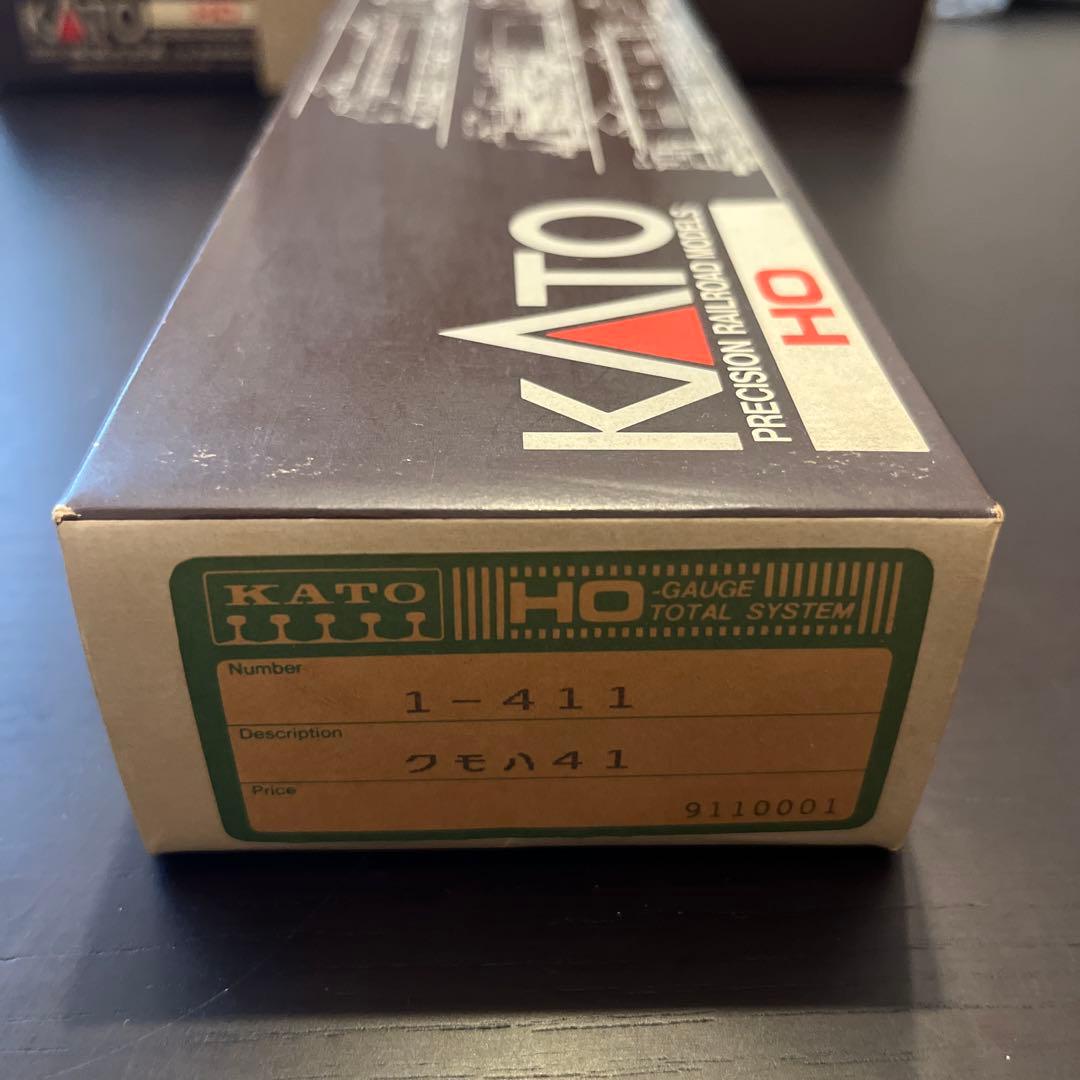 KATO
KATO
PRECISION RAILROAD MODELS
HO
KATO
HO
-GAUGE
TOTAL SYSTEM
Number
1-411
Description
クモハ41
Price
9110001